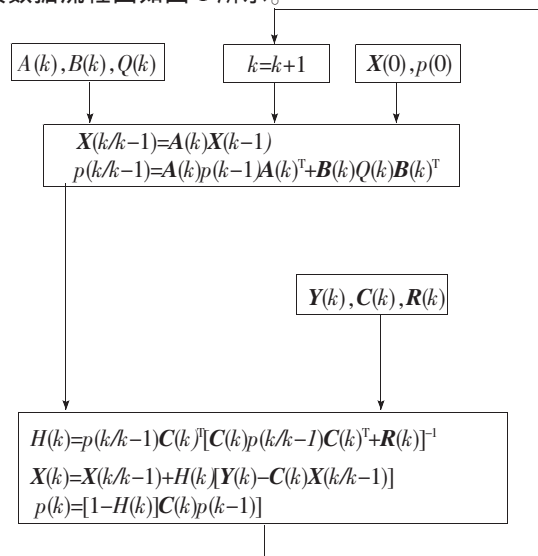 数据流程图如图3所示。
A(k),B(k),Q(k)
k=k+1
X(0),p(0)
X(k/k−1)=A(k)X(k−1)
p(k/k−1)=A(k)p(k−1)A(k)ᵀ+B(k)Q(k)B(k)ᵀ
Y(k),C(k),R(k)
H(k)=p(k/k−1)C(k)ᵀ[C(k)p(k/k−1)C(k)ᵀ+R(k)]⁻¹
X(k)=X(k/k−1)+H(k)[Y(k)−C(k)X(k/k−1)]
p(k)=[1−H(k)]C(k)p(k−1)]